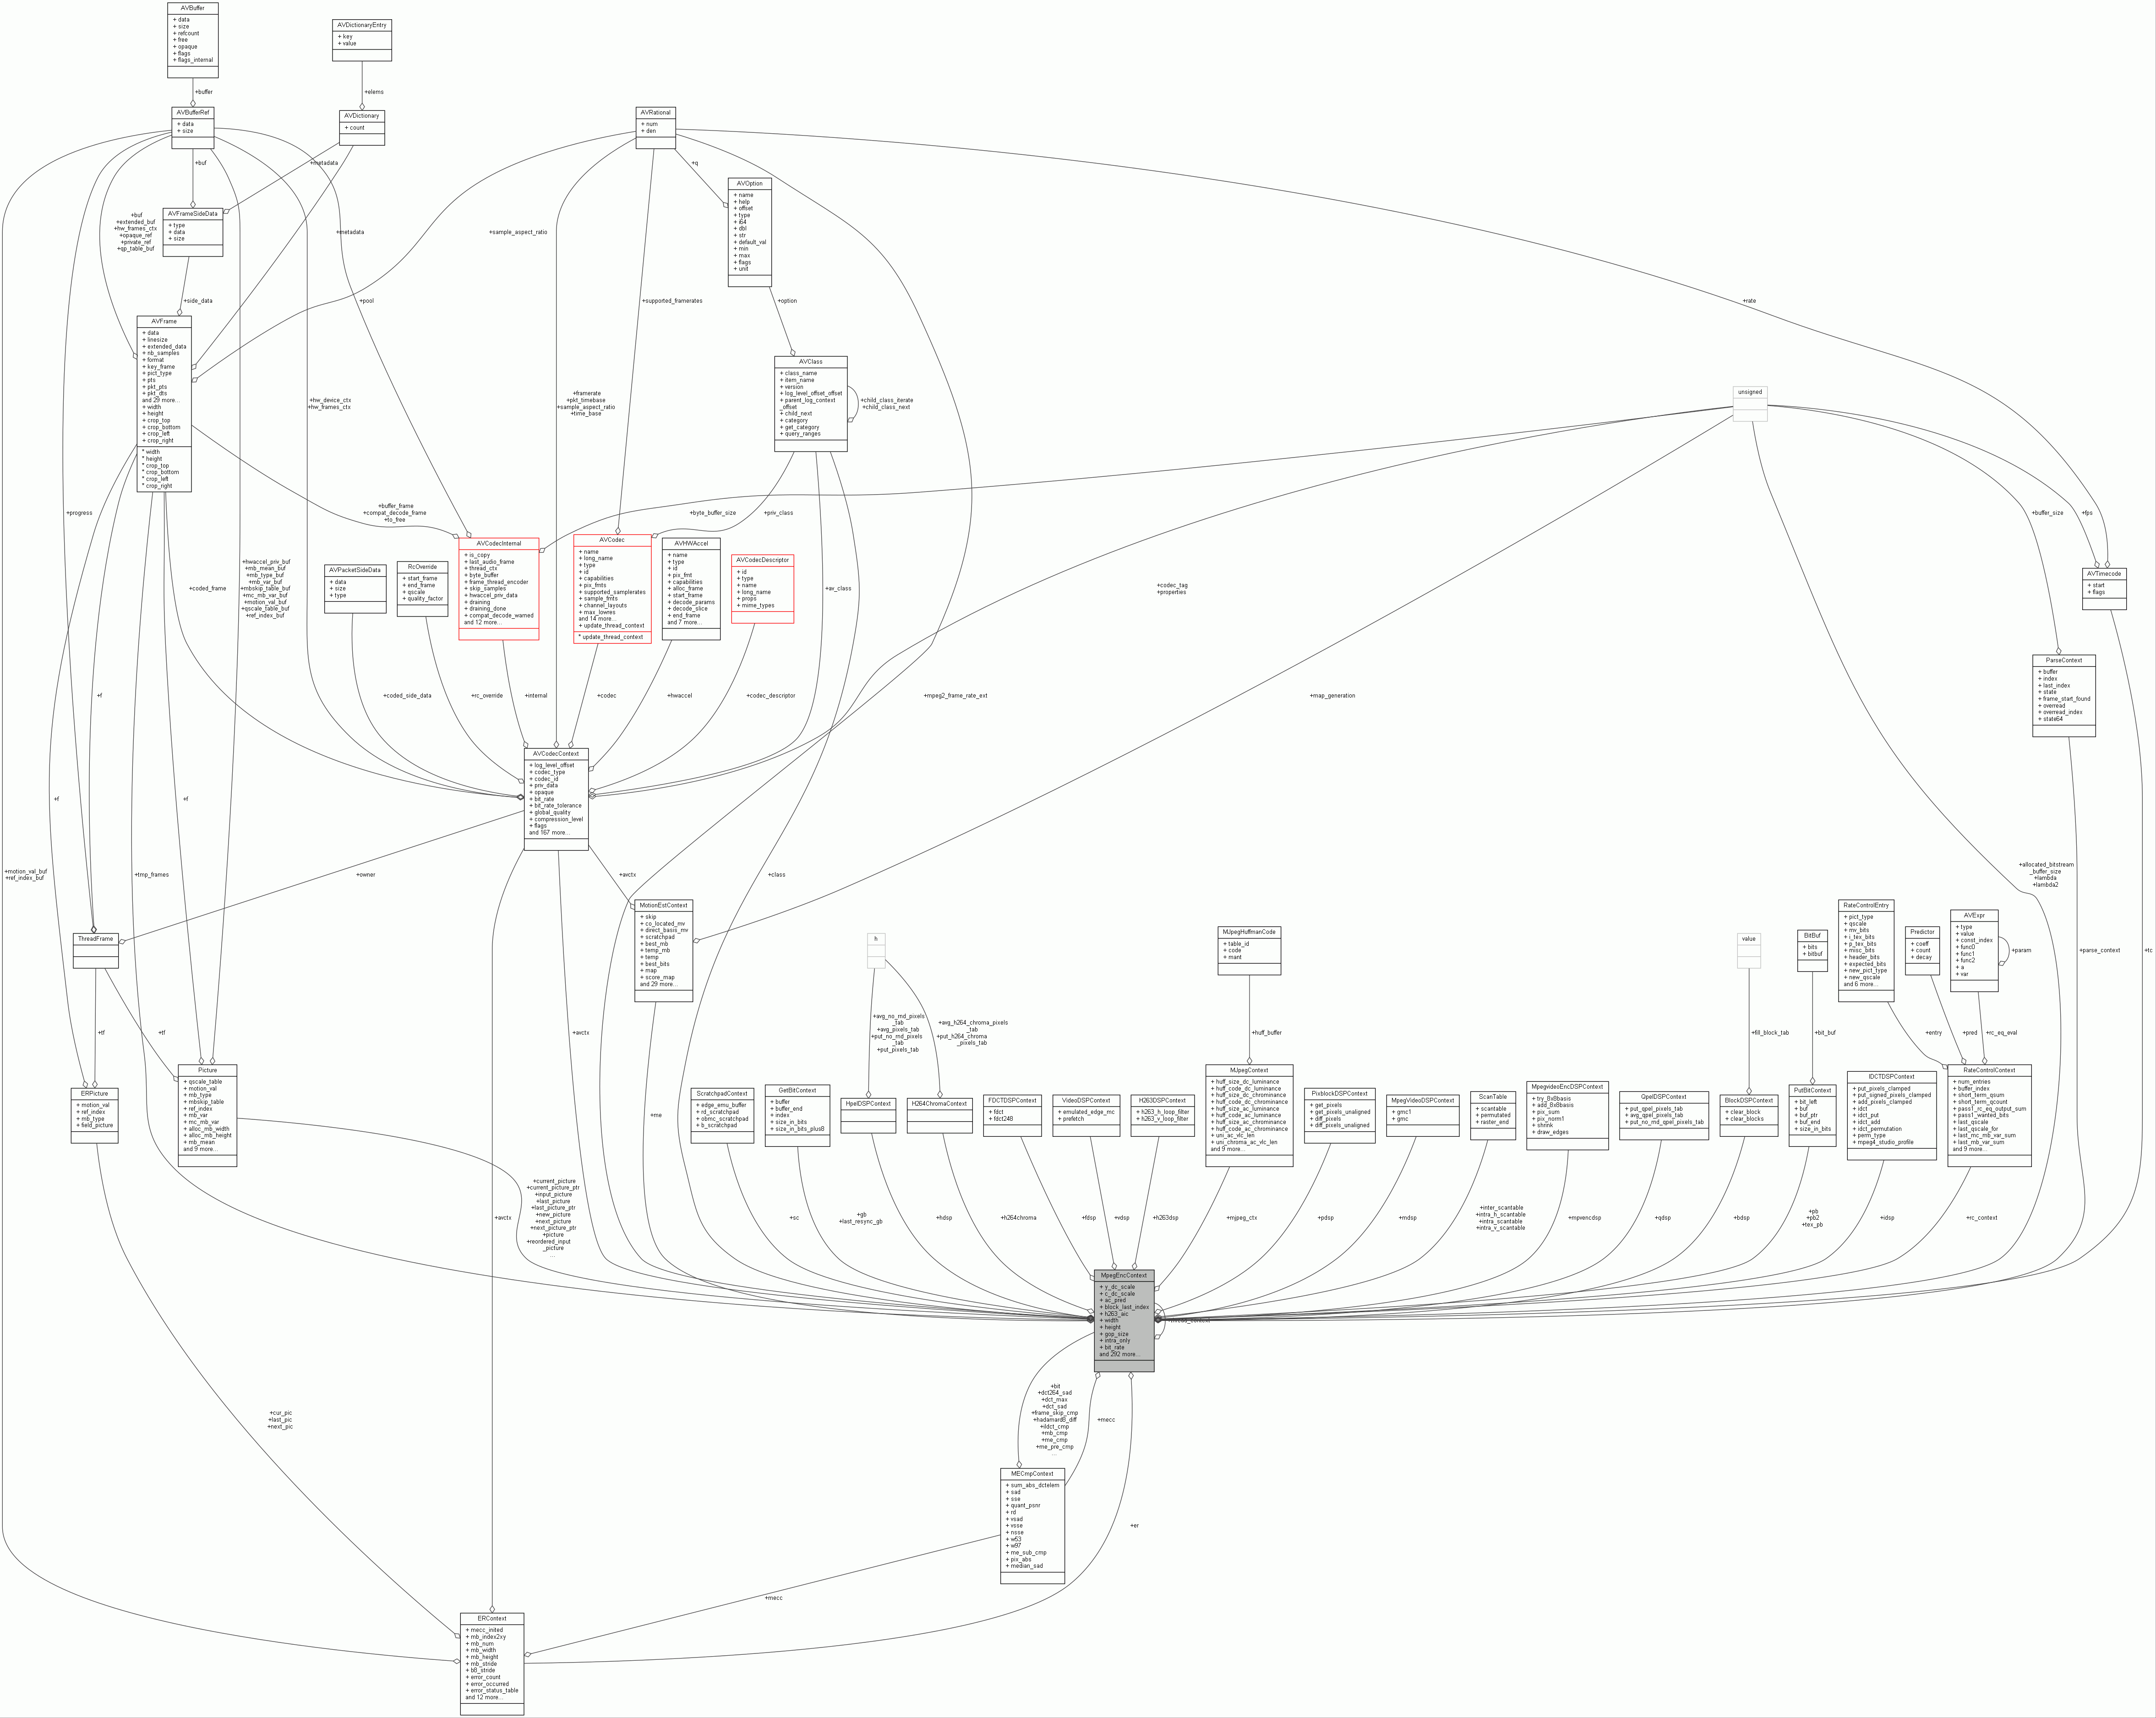 AVBuffer
+ data
+ size
+ refcount
+ free
+ opaque
+ flags
+ flags_internal
AVDictionaryEntry
+ key
+ value
+buffer
+elems
AVBufferRef
+ data
+ size
AVDictionary
+ count
AVRational
+ num
+ den
+buf
+metadata
+q
AVOption
+ name
+ help
+ offset
+ type
+ i64
+ dbl
+ str
+ default_val
+ min
+ max
+ flags
+ unit
AVFrameSideData
+ type
+ data
+ size
+buf
+extended_buf
+hw_frames_ctx
+opaque_ref
+private_ref
+qp_table_buf
+metadata
+sample_aspect_ratio
+side_data
+pool
+supported_framerates
+option
+rate
AVFrame
+ data
+ linesize
+ extended_data
+ nb_samples
+ format
+ key_frame
+ pict_type
+ pts
+ pkt_pts
+ pkt_dts
and 29 more...
+ width
+ height
+ crop_top
+ crop_bottom
+ crop_left
+ crop_right
* width
* height
* crop_top
* crop_bottom
* crop_left
* crop_right
AVClass
+ class_name
+ item_name
+ version
+ log_level_offset_offset
+ parent_log_context
_offset
+ child_next
+ category
+ get_category
+ query_ranges
+child_class_iterate
+child_class_next
unsigned
+hw_device_ctx
+hw_frames_ctx
+framerate
+pkt_timebase
+sample_aspect_ratio
+time_base
+progress
+buffer_frame
+compat_decode_frame
+to_free
+byte_buffer_size
+priv_class
+buffer_size
+fps
AVCodecInternal
+ is_copy
+ last_audio_frame
+ thread_ctx
+ byte_buffer
+ frame_thread_encoder
+ skip_samples
+ hwaccel_priv_data
+ draining
+ draining_done
+ compat_decode_warned
and 12 more...
AVCodec
+ name
+ long_name
+ type
+ id
+ capabilities
+ pix_fmts
+ supported_samplerates
+ sample_fmts
+ channel_layouts
+ max_lowres
and 14 more...
+ update_thread_context
* update_thread_context
AVHWAccel
+ name
+ type
+ id
+ pix_fmt
+ capabilities
+ alloc_frame
+ start_frame
+ decode_params
+ decode_slice
+ end_frame
and 7 more...
AVCodecDescriptor
+ id
+ type
+ name
+ long_name
+ props
+ mime_types
AVPacketSideData
+ data
+ size
+ type
RcOverride
+ start_frame
+ end_frame
+ qscale
+ quality_factor
AVTimecode
+ start
+ flags
+coded_frame
+hwaccel_priv_buf
+mb_mean_buf
+mb_type_buf
+mb_var_buf
+mbskip_table_buf
+mc_mb_var_buf
+motion_val_buf
+qscale_table_buf
+ref_index_buf
+av_class
+codec_tag
+properties
ParseContext
+ buffer
+ index
+ last_index
+ state
+ frame_start_found
+ overread
+ overread_index
+ state64
+f
+coded_side_data
+rc_override
+internal
+codec
+hwaccel
+codec_descriptor
+mpeg2_frame_rate_ext
+map_generation
AVCodecContext
+ log_level_offset
+ codec_type
+ codec_id
+ priv_data
+ opaque
+ bit_rate
+ bit_rate_tolerance
+ global_quality
+ compression_level
+ flags
and 167 more...
+f
+f
+motion_val_buf
+ref_index_buf
+tmp_frames
+owner
+avctx
+class
+allocated_bitstream
_buffer_size
+lambda
+lambda2
MotionEstContext
+ skip
+ co_located_mv
+ direct_basis_mv
+ scratchpad
+ best_mb
+ temp_mb
+ temp
+ best_bits
+ map
+ score_map
and 29 more...
ThreadFrame
h
MJpegHuffmanCode
+ table_id
+ code
+ mant
value
BitBuf
+ bits
+ bitbuf
RateControlEntry
+ pict_type
+ qscale
+ mv_bits
+ i_tex_bits
+ p_tex_bits
+ misc_bits
+ header_bits
+ expected_bits
+ new_pict_type
+ new_qscale
and 6 more...
Predictor
+ coeff
+ count
+ decay
AVExpr
+ type
+ value
+ const_index
+ func0
+ func1
+ func2
+ a
+ var
+param
+parse_context
+tc
+tf
+tf
+avctx
+avg_no_rnd_pixels
_tab
+avg_pixels_tab
+put_no_rnd_pixels
_tab
+put_pixels_tab
+avg_h264_chroma_pixels
_tab
+put_h264_chroma
_pixels_tab
+huff_buffer
+fill_block_tab
+bit_buf
+entry
+pred
+rc_eq_eval
ERPicture
+ motion_val
+ ref_index
+ mb_type
+ field_picture
Picture
+ qscale_table
+ motion_val
+ mb_type
+ mbskip_table
+ ref_index
+ mb_var
+ mc_mb_var
+ alloc_mb_width
+ alloc_mb_height
+ mb_mean
and 9 more...
+me
ScratchpadContext
+ edge_emu_buffer
+ rd_scratchpad
+ obmc_scratchpad
+ b_scratchpad
GetBitContext
+ buffer
+ buffer_end
+ index
+ size_in_bits
+ size_in_bits_plus8
HpelDSPContext
H264ChromaContext
FDCTDSPContext
+ fdct
+ fdct248
VideoDSPContext
+ emulated_edge_mc
+ prefetch
H263DSPContext
+ h263_h_loop_filter
+ h263_v_loop_filter
MJpegContext
+ huff_size_dc_luminance
+ huff_code_dc_luminance
+ huff_size_dc_chrominance
+ huff_code_dc_chrominance
+ huff_size_ac_luminance
+ huff_code_ac_luminance
+ huff_size_ac_chrominance
+ huff_code_ac_chrominance
+ uni_ac_vlc_len
+ uni_chroma_ac_vlc_len
and 9 more...
PixblockDSPContext
+ get_pixels
+ get_pixels_unaligned
+ diff_pixels
+ diff_pixels_unaligned
MpegVideoDSPContext
+ gmc1
+ gmc
ScanTable
+ scantable
+ permutated
+ raster_end
MpegvideoEncDSPContext
+ try_8x8basis
+ add_8x8basis
+ pix_sum
+ pix_norm1
+ shrink
+ draw_edges
QpelDSPContext
+ put_qpel_pixels_tab
+ avg_qpel_pixels_tab
+ put_no_rnd_qpel_pixels_tab
BlockDSPContext
+ clear_block
+ clear_blocks
PutBitContext
+ bit_left
+ buf
+ buf_ptr
+ buf_end
+ size_in_bits
IDCTDSPContext
+ put_pixels_clamped
+ put_signed_pixels_clamped
+ add_pixels_clamped
+ idct
+ idct_put
+ idct_add
+ idct_permutation
+ perm_type
+ mpeg4_studio_profile
RateControlContext
+ num_entries
+ buffer_index
+ short_term_qsum
+ short_term_qcount
+ pass1_rc_eq_output_sum
+ pass1_wanted_bits
+ last_qscale
+ last_qscale_for
+ last_mc_mb_var_sum
+ last_mb_var_sum
and 9 more...
+avctx
+current_picture
+current_picture_ptr
+input_picture
+last_picture
+last_picture_ptr
+new_picture
+next_picture
+next_picture_ptr
+picture
+reordered_input
_picture
...
+sc
+gb
+last_resync_gb
+hdsp
+h264chroma
+fdsp
+vdsp
+h263dsp
+mjpeg_ctx
+pdsp
+mdsp
+inter_scantable
+intra_h_scantable
+intra_scantable
+intra_v_scantable
+mpvencdsp
+qdsp
+bdsp
+pb
+pb2
+tex_pb
+idsp
+rc_context
MpegEncContext
+ y_dc_scale
+ c_dc_scale
+ ac_pred
+ block_last_index
+ h263_aic
+ width
+ height
+ gop_size
+ intra_only
+ bit_rate
and 292 more...
+cur_pic
+last_pic
+next_pic
+bit
+dct264_sad
+dct_max
+dct_sad
+frame_skip_cmp
+hadamard8_diff
+ildct_cmp
+mb_cmp
+me_cmp
+me_pre_cmp
...
+mecc
MECmpContext
+ sum_abs_dctelem
+ sad
+ sse
+ quant_psnr
+ rd
+ vsad
+ vsse
+ nsse
+ w53
+ w97
+ me_sub_cmp
+ pix_abs
+ median_sad
+er
+mecc
ERContext
+ mecc_inited
+ mb_index2xy
+ mb_num
+ mb_width
+ mb_height
+ mb_stride
+ b8_stride
+ error_count
+ error_occurred
+ error_status_table
and 12 more...